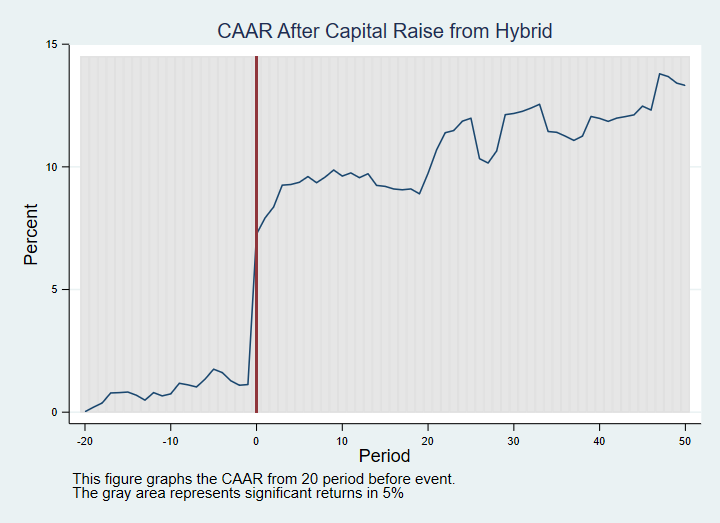 CAAR After Capital Raise from Hybrid
15
10
5
0
Percent
-20 -10 0 10 20 30 40 50
Period
This figure graphs the CAAR from 20 period before event.
The gray area represents significant returns in 5%